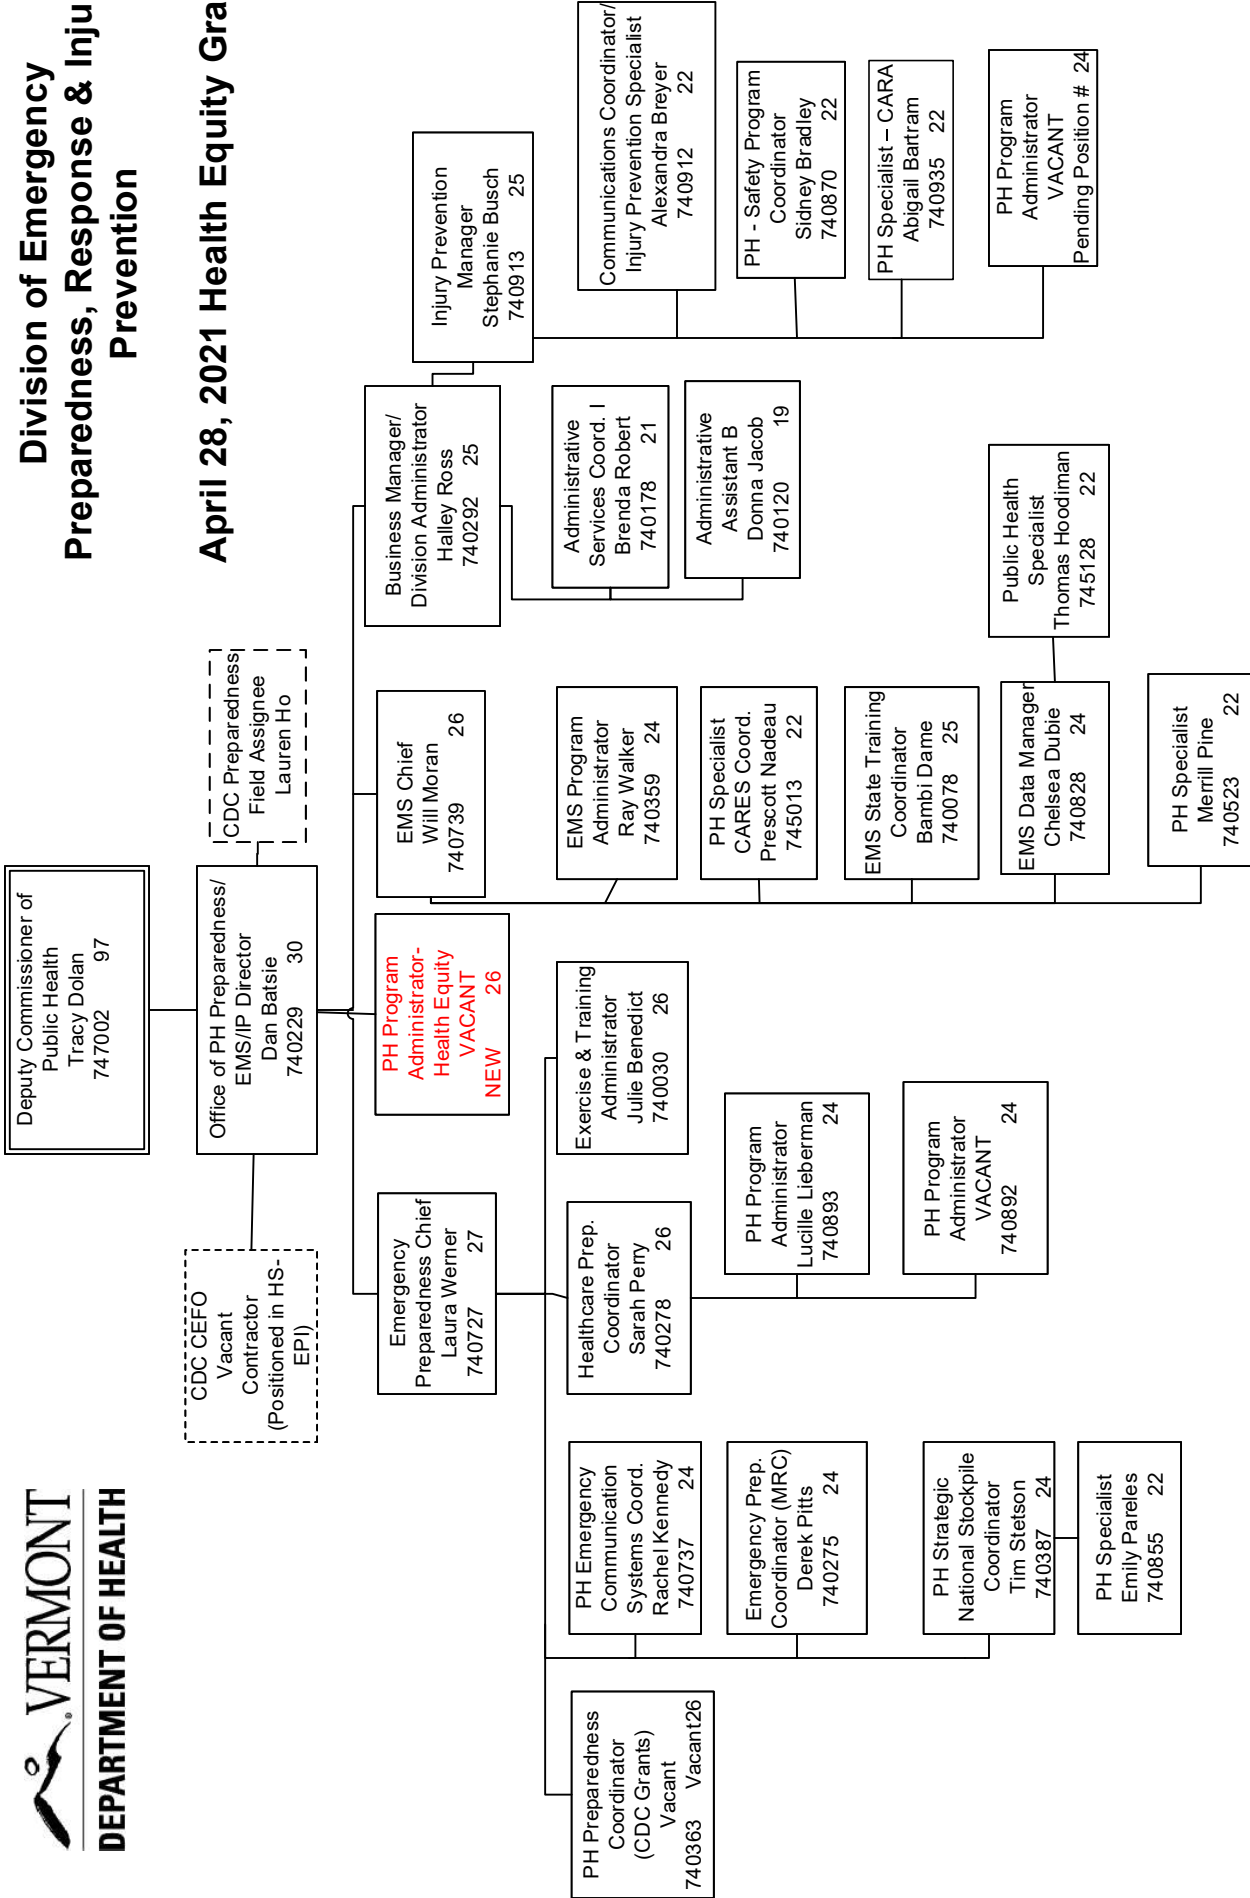 VERMONT
DEPARTMENT OF HEALTH
Division of Emergency
Preparedness, Response & Inju
Prevention
April 28, 2021 Health Equity Gra
Deputy Commissioner of
Public Health
Tracy Dolan
747002 97
CDC CEFO
Vacant
Contractor
(Positioned in HS-
EPI)
Office of PH Preparedness/
EMS/IP Director
Dan Batsie
740229 30
CDC Preparedness
Field Assignee
Lauren Ho
Emergency
Preparedness Chief
Laura Werner
740727 27
PH Program
Administrator-
Health Equity
VACANT
NEW 26
EMS Chief
Will Moran
740739 26
Business Manager/
Division Administrator
Halley Ross
740292 25
Injury Prevention
Manager
Stephanie Busch
740913 25
PH Preparedness
Coordinator
(CDC Grants)
Vacant
740363 Vacant26
PH Emergency
Communication
Systems Coord.
Rachel Kennedy
740737 24
Emergency Prep.
Coordinator (MRC)
Derek Pitts
740275 24
PH Strategic
National Stockpile
Coordinator
Tim Stetson
740387 24
PH Specialist
Emily Pareles
740855 22
Healthcare Prep.
Coordinator
Sarah Perry
740278 26
PH Program
Administrator
Lucille Lieberman
740893 24
PH Program
Administrator
VACANT
740892 24
Exercise & Training
Administrator
Julie Benedict
740030 26
EMS Program
Administrator
Ray Walker
740359 24
PH Specialist
CARES Coord.
Prescott Nadeau
745013 22
EMS State Training
Coordinator
Bambi Dame
740078 25
EMS Data Manager
Chelsea Dubie
740828 24
Public Health
Specialist
Thomas Hoodiman
745128 22
PH Specialist
Merrill Pine
740523 22
Administrative
Services Coord. I
Brenda Robert
740178 21
Administrative
Assistant B
Donna Jacob
740120 19
Communications Coordinator/
Injury Prevention Specialist
Alexandra Breyer
740912 22
PH - Safety Program
Coordinator
Sidney Bradley
740870 22
PH Specialist – CARA
Abigail Bartram
740935 22
PH Program
Administrator
VACANT
Pending Position # 24